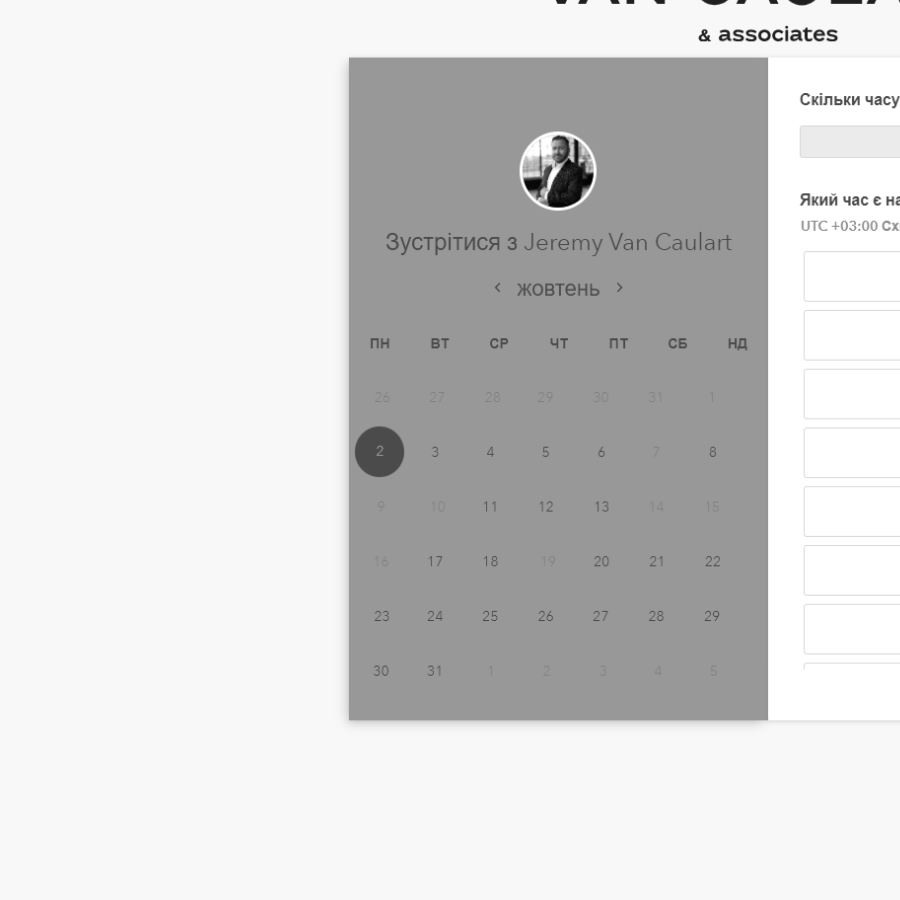 & associates
Зустрітися з Jeremy Van Caulart
жовтень
ПН ВТ СР ЧТ ПТ СБ НД
26 27 28 29 30 31 1
2 3 4 5 6 7 8
9 10 11 12 13 14 15
16 17 18 19 20 21 22
23 24 25 26 27 28 29
30 31 1 2 3 4 5
Скільки часу
Який час є
UTC +03:00